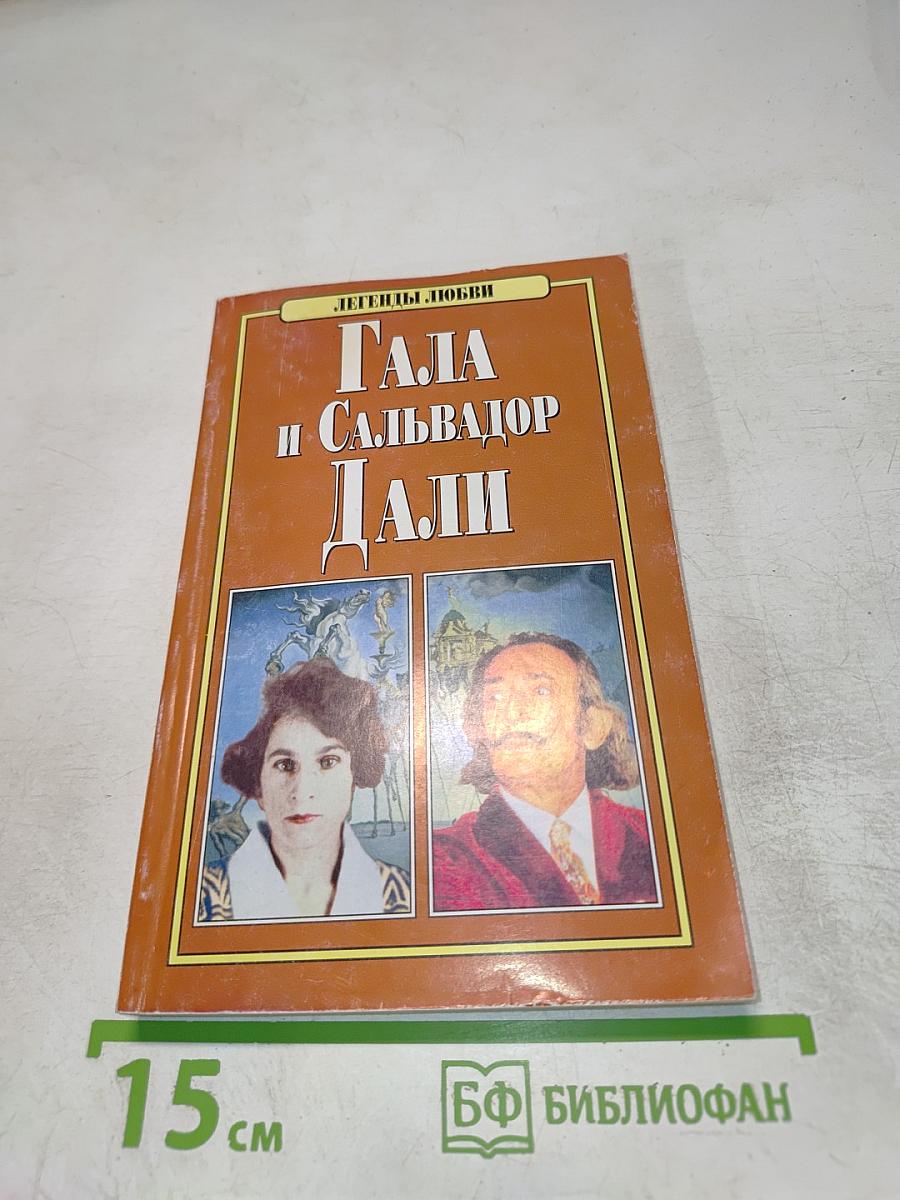 ЛЕГЕНДЫ ЛЮБВИ
ГАЛА
И САЛЬВАДОР
ДАЛИ
15 см
БФ БИБЛИОФАН